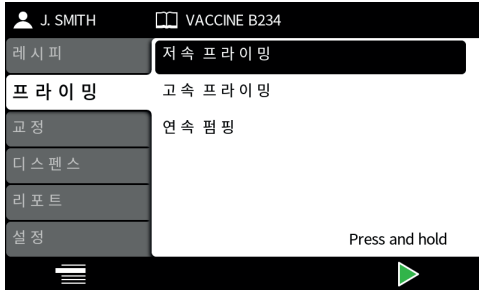 J. SMITH
VACCINE B234
레시피
프라이밍
교정
디스펜스
리포트
설정
저속 프라이밍
고속 프라이밍
연속 펌핑
Press and hold